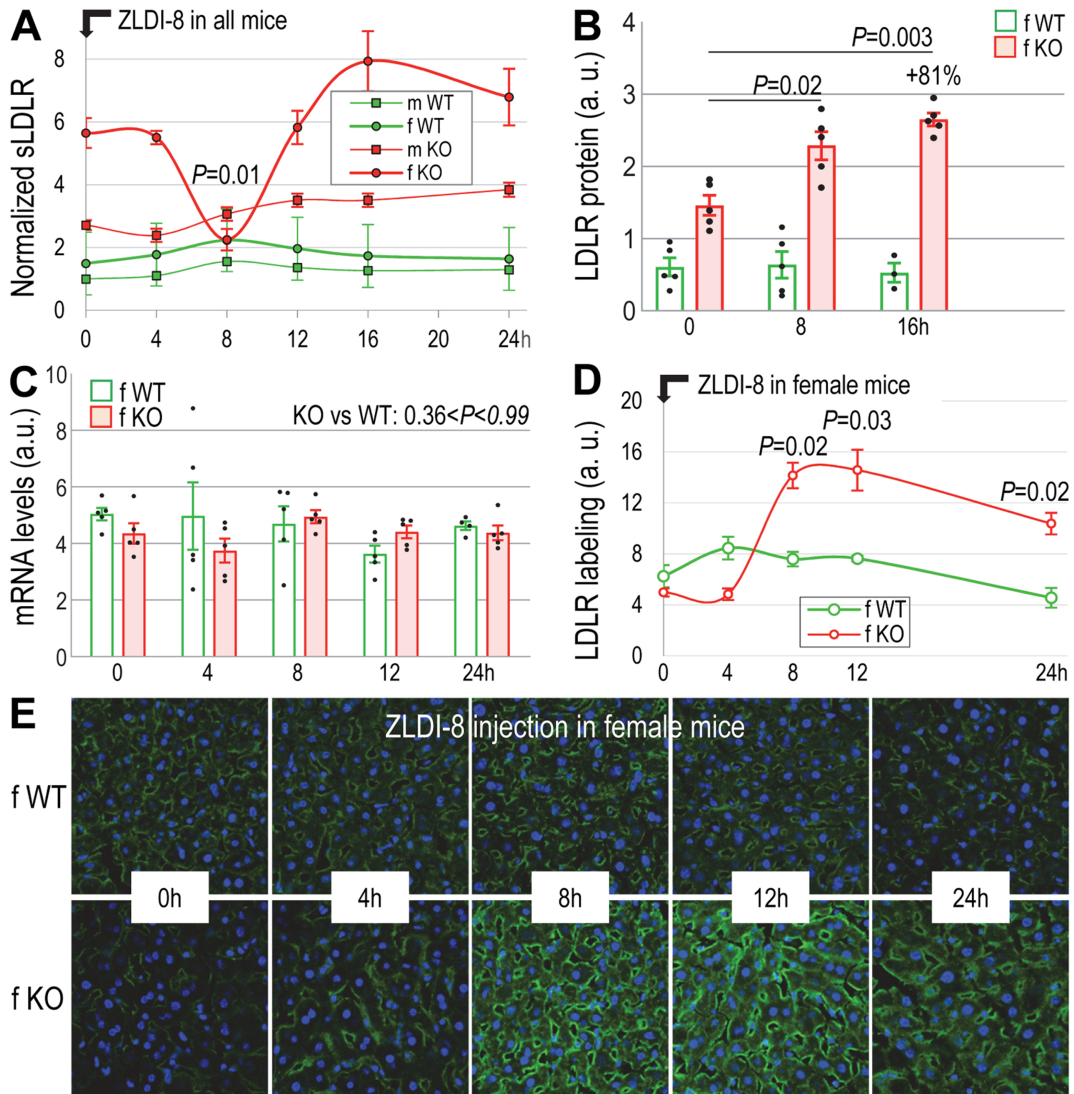 A
ZLDI-8 in all mice
Normalized sLDLR
8
6
4
2
0
m WT
f WT
m KO
f KO
P=0.01
0 4 8 12 16 20 24h
B
LDLR protein (a. u.)
4
3
2
1
0
f WT
f KO
P=0.003
P=0.02
+81%
0 8 16h
C
mRNA levels (a.u.)
10
8
6
4
2
0
f WT
f KO
KO vs WT: 0.36<P<0.99
0 4 8 12 24h
D
ZLDI-8 in female mice
LDLR labeling (a. u.)
20
16
12
8
4
0
P=0.03
P=0.02
P=0.02
f WT
f KO
0 4 8 12 24h
E
ZLDI-8 injection in female mice
f WT
0h 4h 8h 12h 24h
f KO